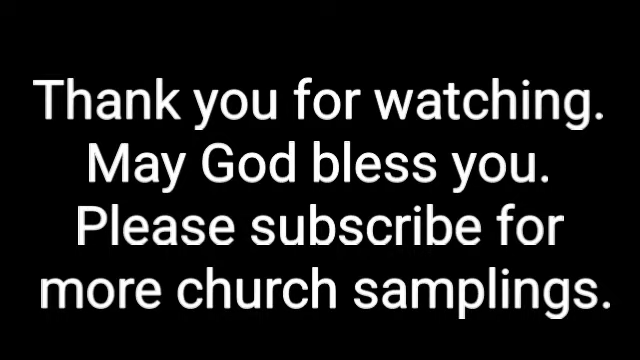 Thank you for watching.
May God bless you.
Please subscribe for
more church samplings.